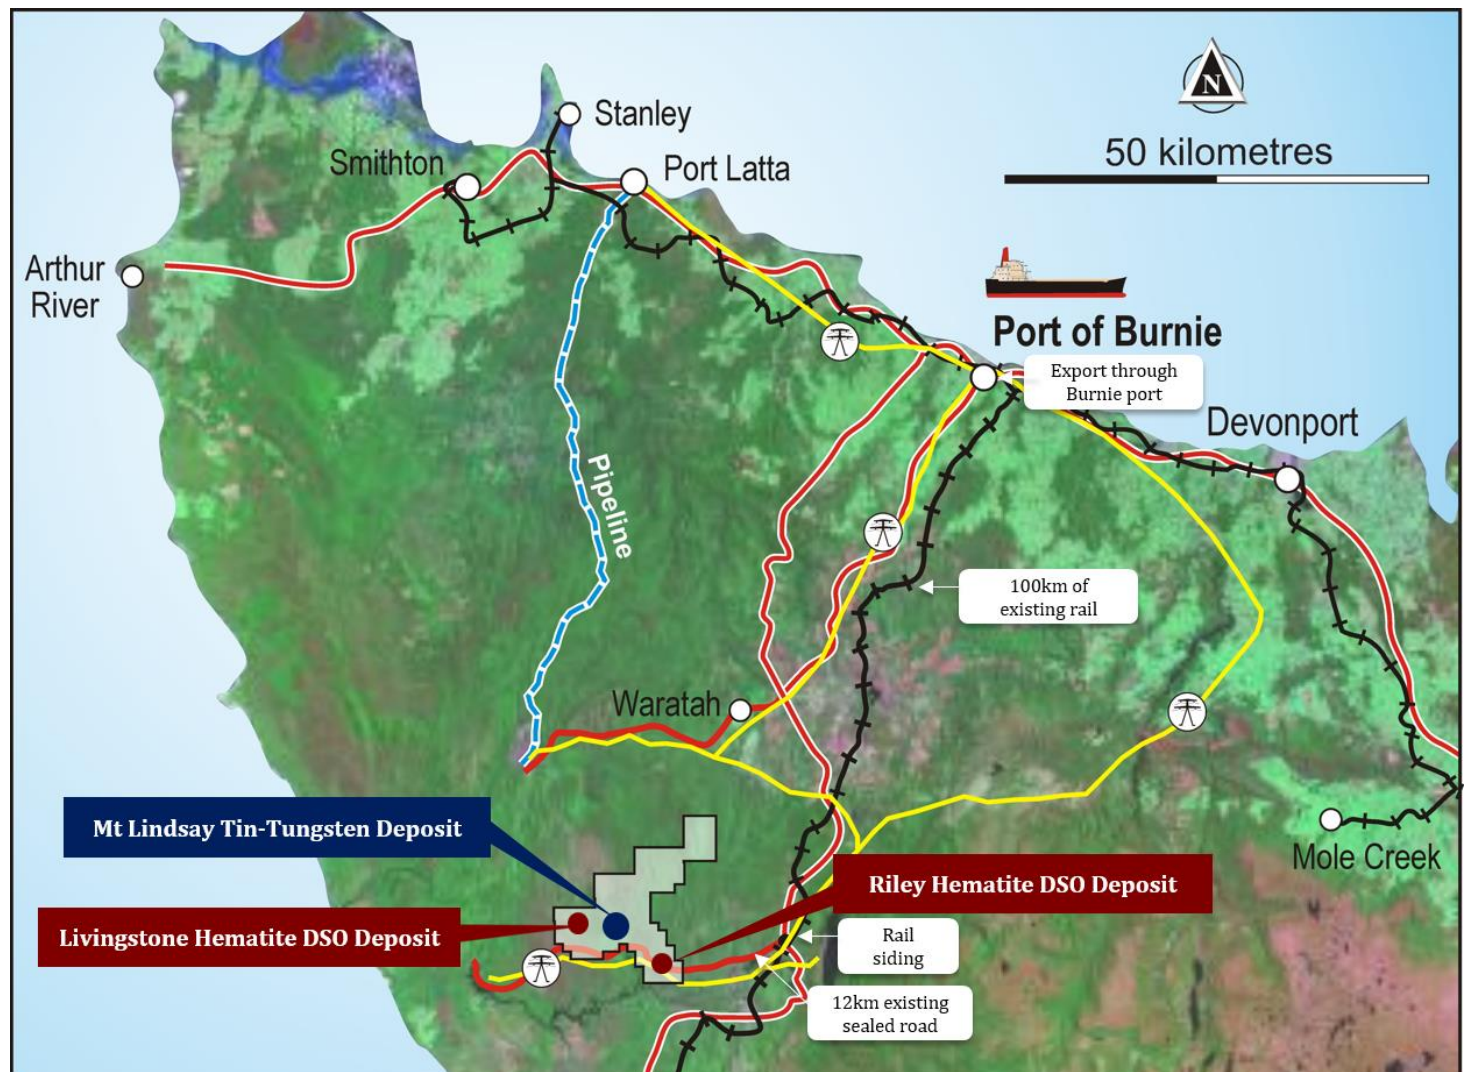 N
50 kilometres
Stanley
Smithton
Port Latta
Arthur
River
Port of Burnie
Export through
Burnie port
Devonport
Pipeline
100km of
existing rail
Waratah
Mt Lindsay Tin-Tungsten Deposit
Mole Creek
Riley Hematite DSO Deposit
Livingstone Hematite DSO Deposit
Rail
siding
12km existing
sealed road